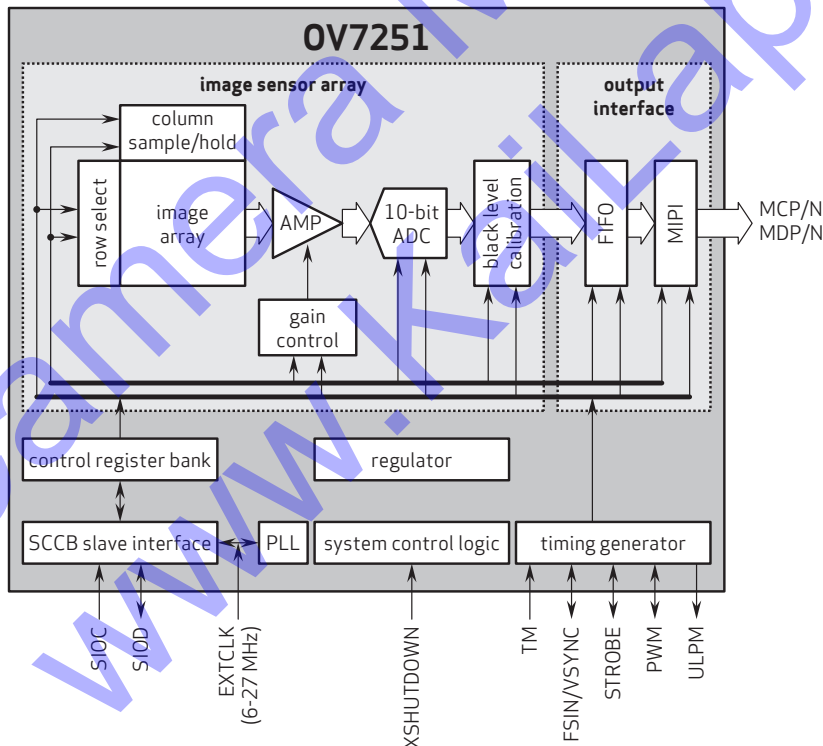 OV7251
image sensor array
output
interface
column
sample/hold
row select
image
array
AMP
10-bit
ADC
black level
calibration
FIFO
MIPI
MCP/N
MDP/N
gain
control
control register bank
regulator
SCCB slave interface
PLL
system control logic
timing generator
SIOC
SIOD
EXTCLK
(6-27 MHz)
XSHUTDOWN
TM
FSIN/VSYNC
STROBE
PWM
ULPM